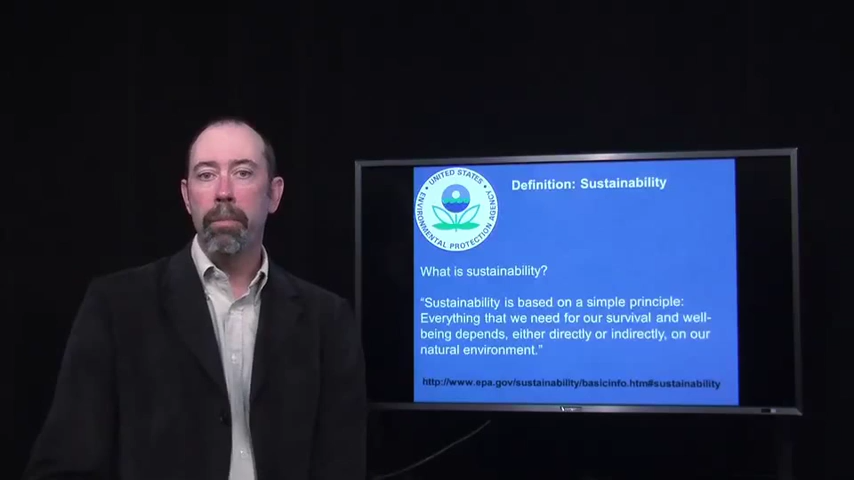 UNITED STATES
ENVIRONMENTAL PROTECTION AGENCY
Definition: Sustainability
What is sustainability?
“Sustainability is based on a simple principle:
Everything that we need for our survival and well-
being depends, either directly or indirectly, on our
natural environment.”
http://www.epa.gov/sustainability/basicinfo.htm#sustainability